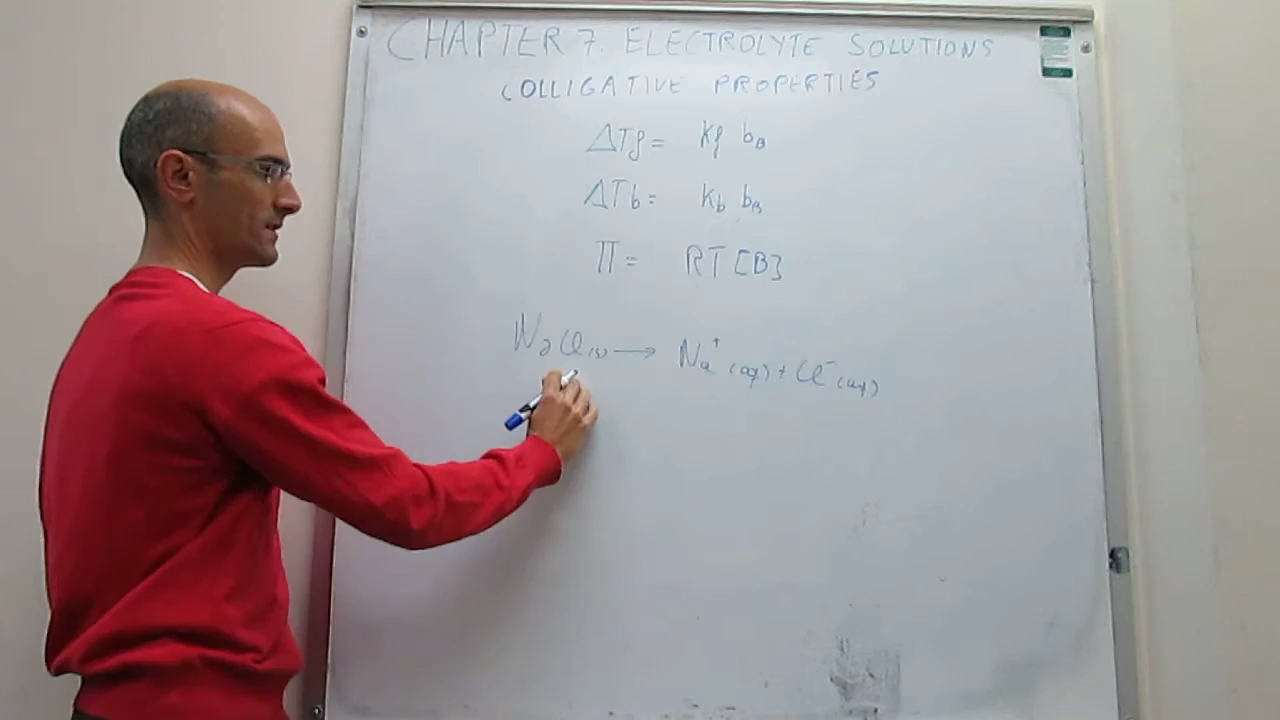 CHAPTER 7. ELECTROLYTE SOLUTIONS
COLLIGATIVE PROPERTIES
ΔTf = Kf bB
ΔTb = Kb bB
Π = RT [B]
NaCl(s) → Na⁺(aq) + Cl⁻(aq)